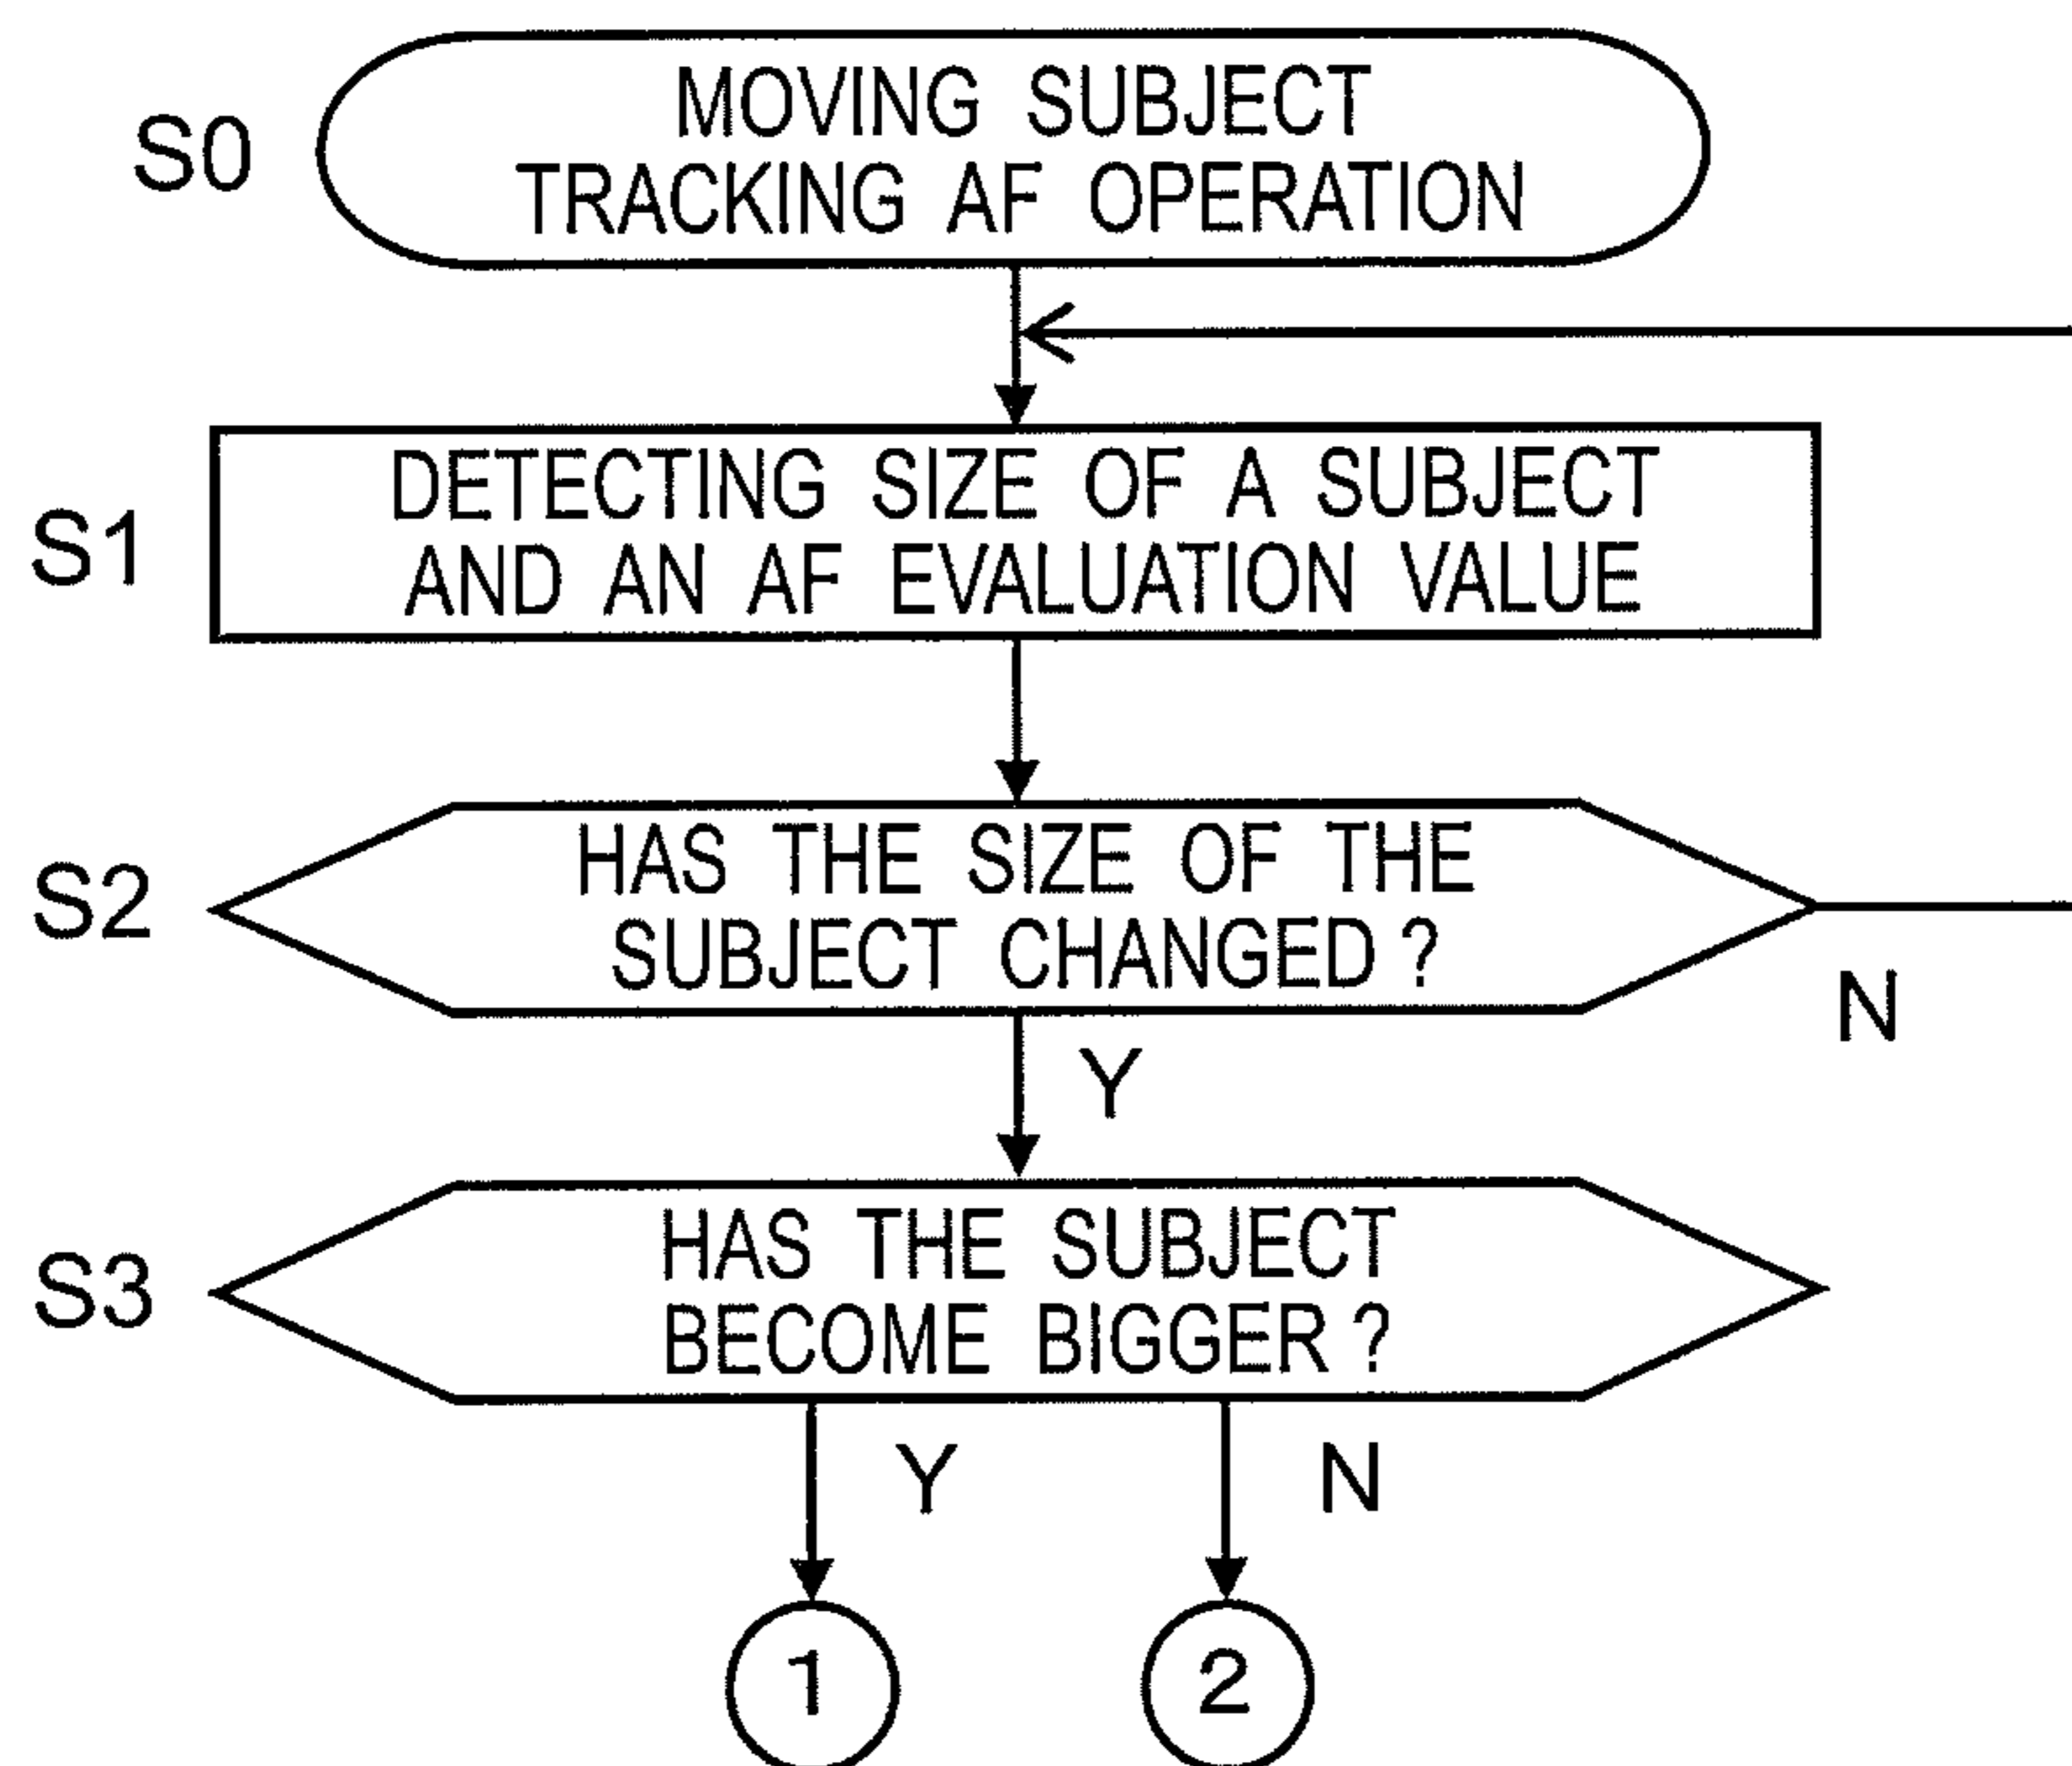 S0
MOVING SUBJECT
TRACKING AF OPERATION
S1
DETECTING SIZE OF A SUBJECT
AND AN AF EVALUATION VALUE
S2
HAS THE SIZE OF THE
SUBJECT CHANGED ?
N
Y
S3
HAS THE SUBJECT
BECOME BIGGER ?
Y
N
1
2